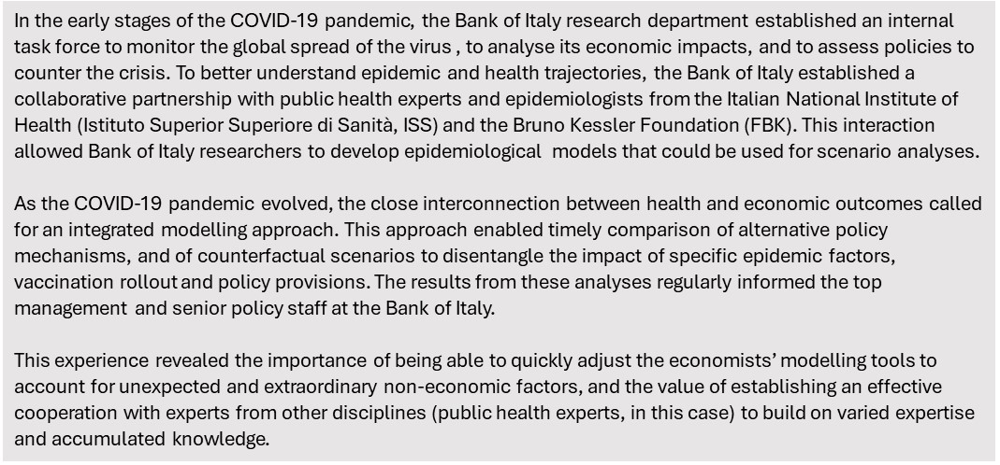 In the early stages of the COVID-19 pandemic, the Bank of Italy research department established an internal
task force to monitor the global spread of the virus , to analyse its economic impacts, and to assess policies to
counter the crisis. To better understand epidemic and health trajectories, the Bank of Italy established a
collaborative partnership with public health experts and epidemiologists from the Italian National Institute of
Health (Istituto Superior Superiore di Sanità, ISS) and the Bruno Kessler Foundation (FBK). This interaction
allowed Bank of Italy researchers to develop epidemiological  models that could be used for scenario analyses.
As the COVID-19 pandemic evolved, the close interconnection between health and economic outcomes called
for an integrated modelling approach. This approach enabled timely comparison of alternative policy
mechanisms, and of counterfactual scenarios to disentangle the impact of specific epidemic factors,
vaccination rollout and policy provisions. The results from these analyses regularly informed the top
management and senior policy staff at the Bank of Italy.
This experience revealed the importance of being able to quickly adjust the economists’ modelling tools to
account for unexpected and extraordinary non-economic factors, and the value of establishing an effective
cooperation with experts from other disciplines (public health experts, in this case) to build on varied expertise
and accumulated knowledge.